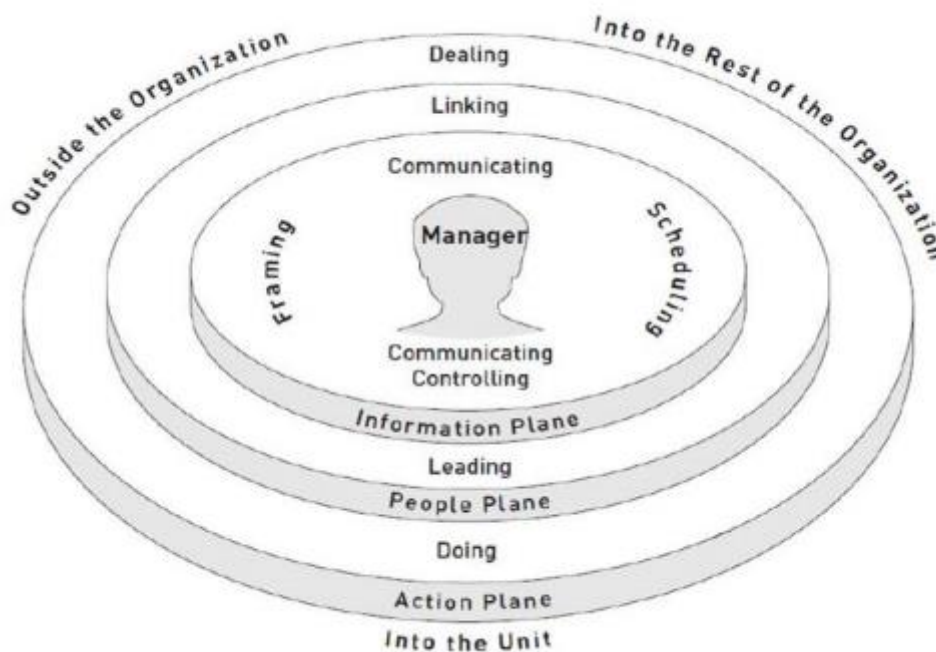 Outside the Organization
Into the Rest of the Organization
Dealing
Linking
Communicating
Framing
Manager
Scheduling
Communicating
Controlling
Information Plane
Leading
People Plane
Doing
Action Plane
Into the Unit